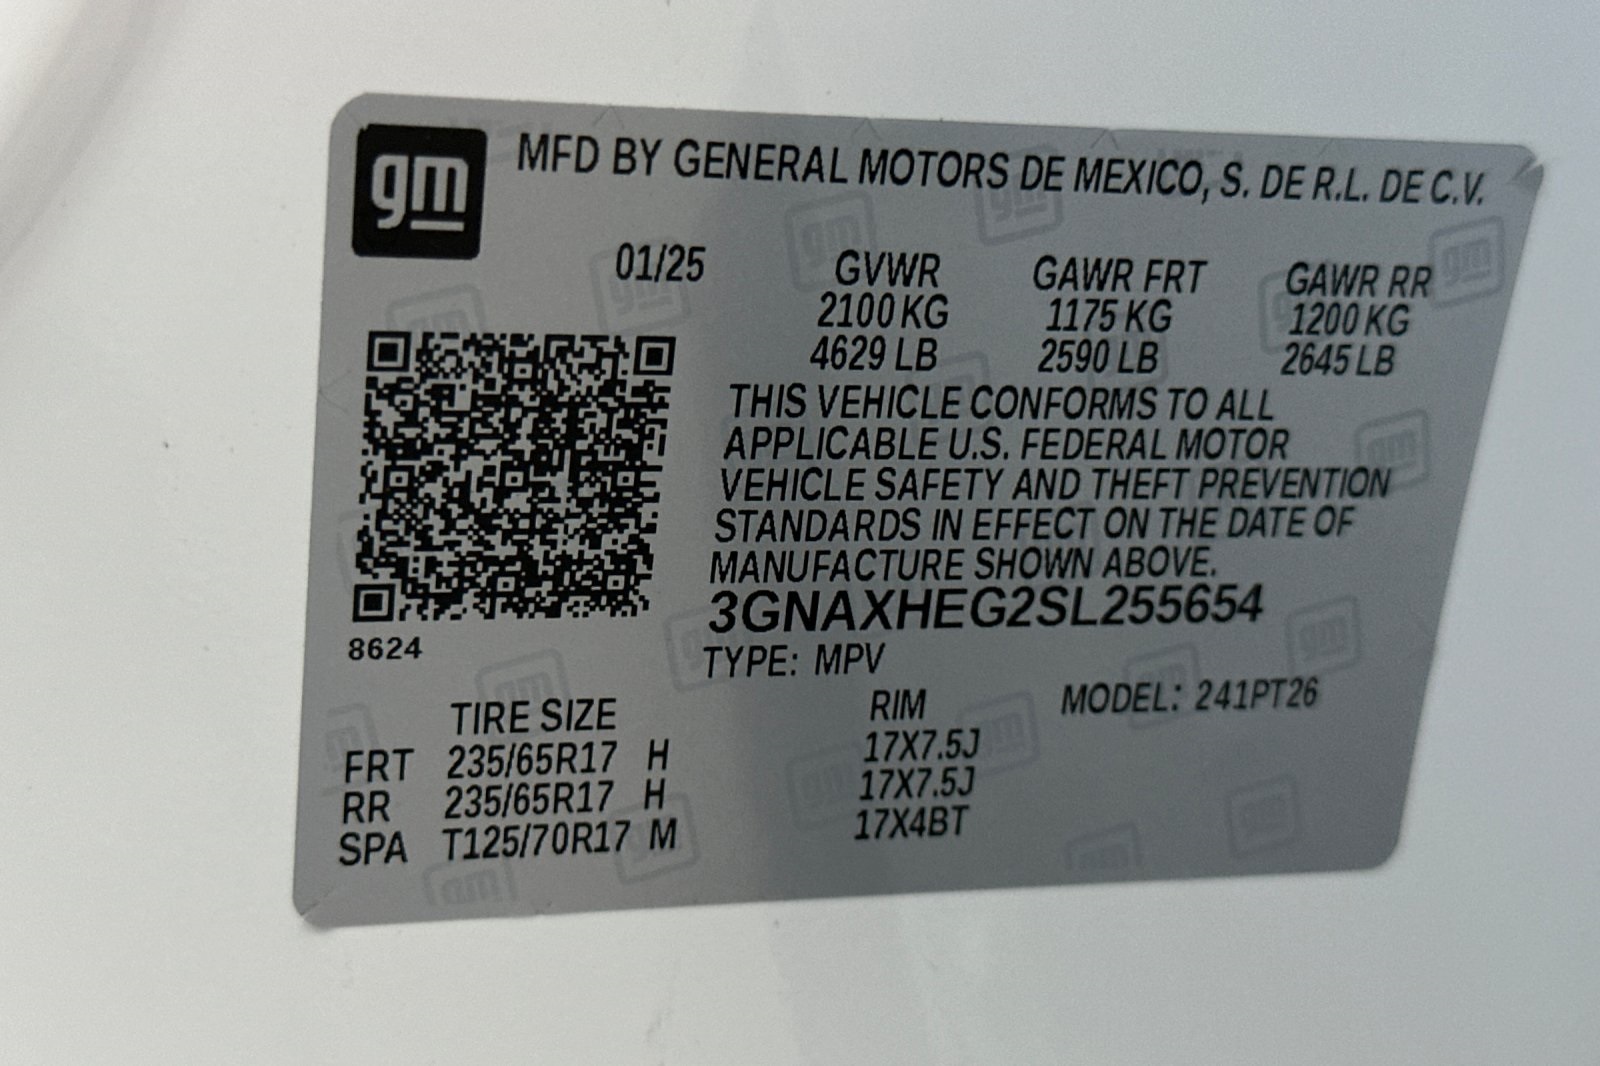 gm
MFD BY GENERAL MOTORS DE MEXICO, S. DE R.L. DE C.V.
01/25 GVWR GAWR FRT GAWR RR
2100 KG 1175 KG 1200 KG
4629 LB 2590 LB 2645 LB
THIS VEHICLE CONFORMS TO ALL
APPLICABLE U.S. FEDERAL MOTOR
VEHICLE SAFETY AND THEFT PREVENTION
STANDARDS IN EFFECT ON THE DATE OF
MANUFACTURE SHOWN ABOVE.
3GNAXHEG2SL255654
8624
TYPE: MPV
MODEL: 241PT26
TIRE SIZE RIM
FRT 235/65R17 H 17X7.5J
RR 235/65R17 H 17X7.5J
SPA T125/70R17 M 17X4BT